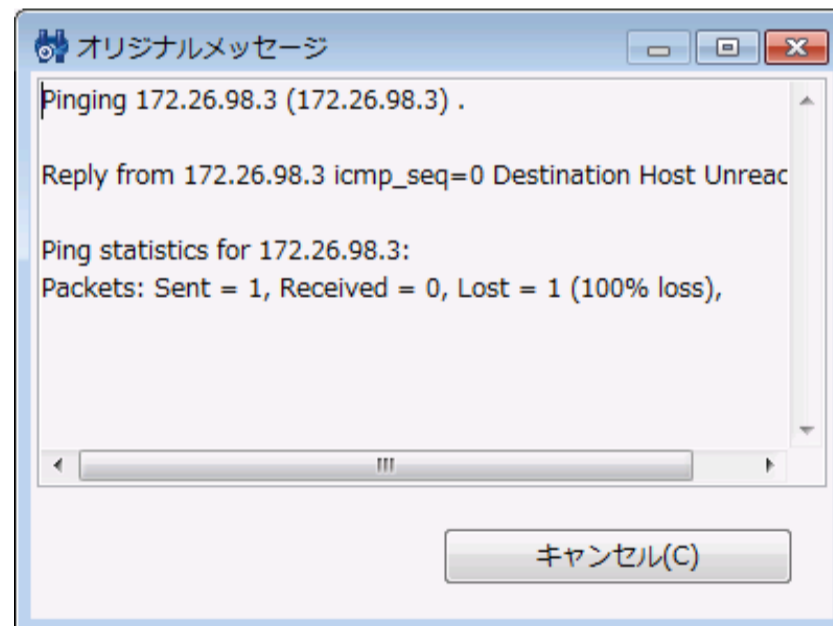 オリジナルメッセージ
Pinging 172.26.98.3 (172.26.98.3) .
Reply from 172.26.98.3 icmp_seq=0 Destination Host Unreac
Ping statistics for 172.26.98.3:
Packets: Sent = 1, Received = 0, Lost = 1 (100% loss),
キャンセル(C)